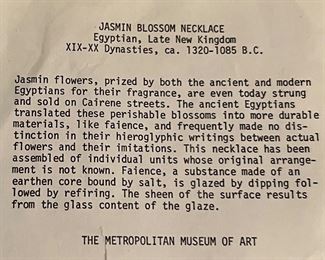 JASMIN BLOSSOM NECKLACE
Egyptian, Late New Kingdom
XIX-XX Dynasties, ca. 1320-1085 B.C.
Jasmin flowers, prized by both the ancient and modern
Egyptians for their fragrance, are even today strung
and sold on Cairene streets. The ancient Egyptians
translated these perishable blossoms into more durable
materials, like faience, and frequently made no dis-
tinction in their hieroglyphic writings between actual
flowers and their imitations. This necklace has been
assembled of individual units whose original arrange-
ment is not known. Faience, a substance made of an
earthen core bound by salt, is glazed by dipping fol-
lowed by refiring. The sheen of the surface results
from the glass content of the glaze.
THE METROPOLITAN MUSEUM OF ART